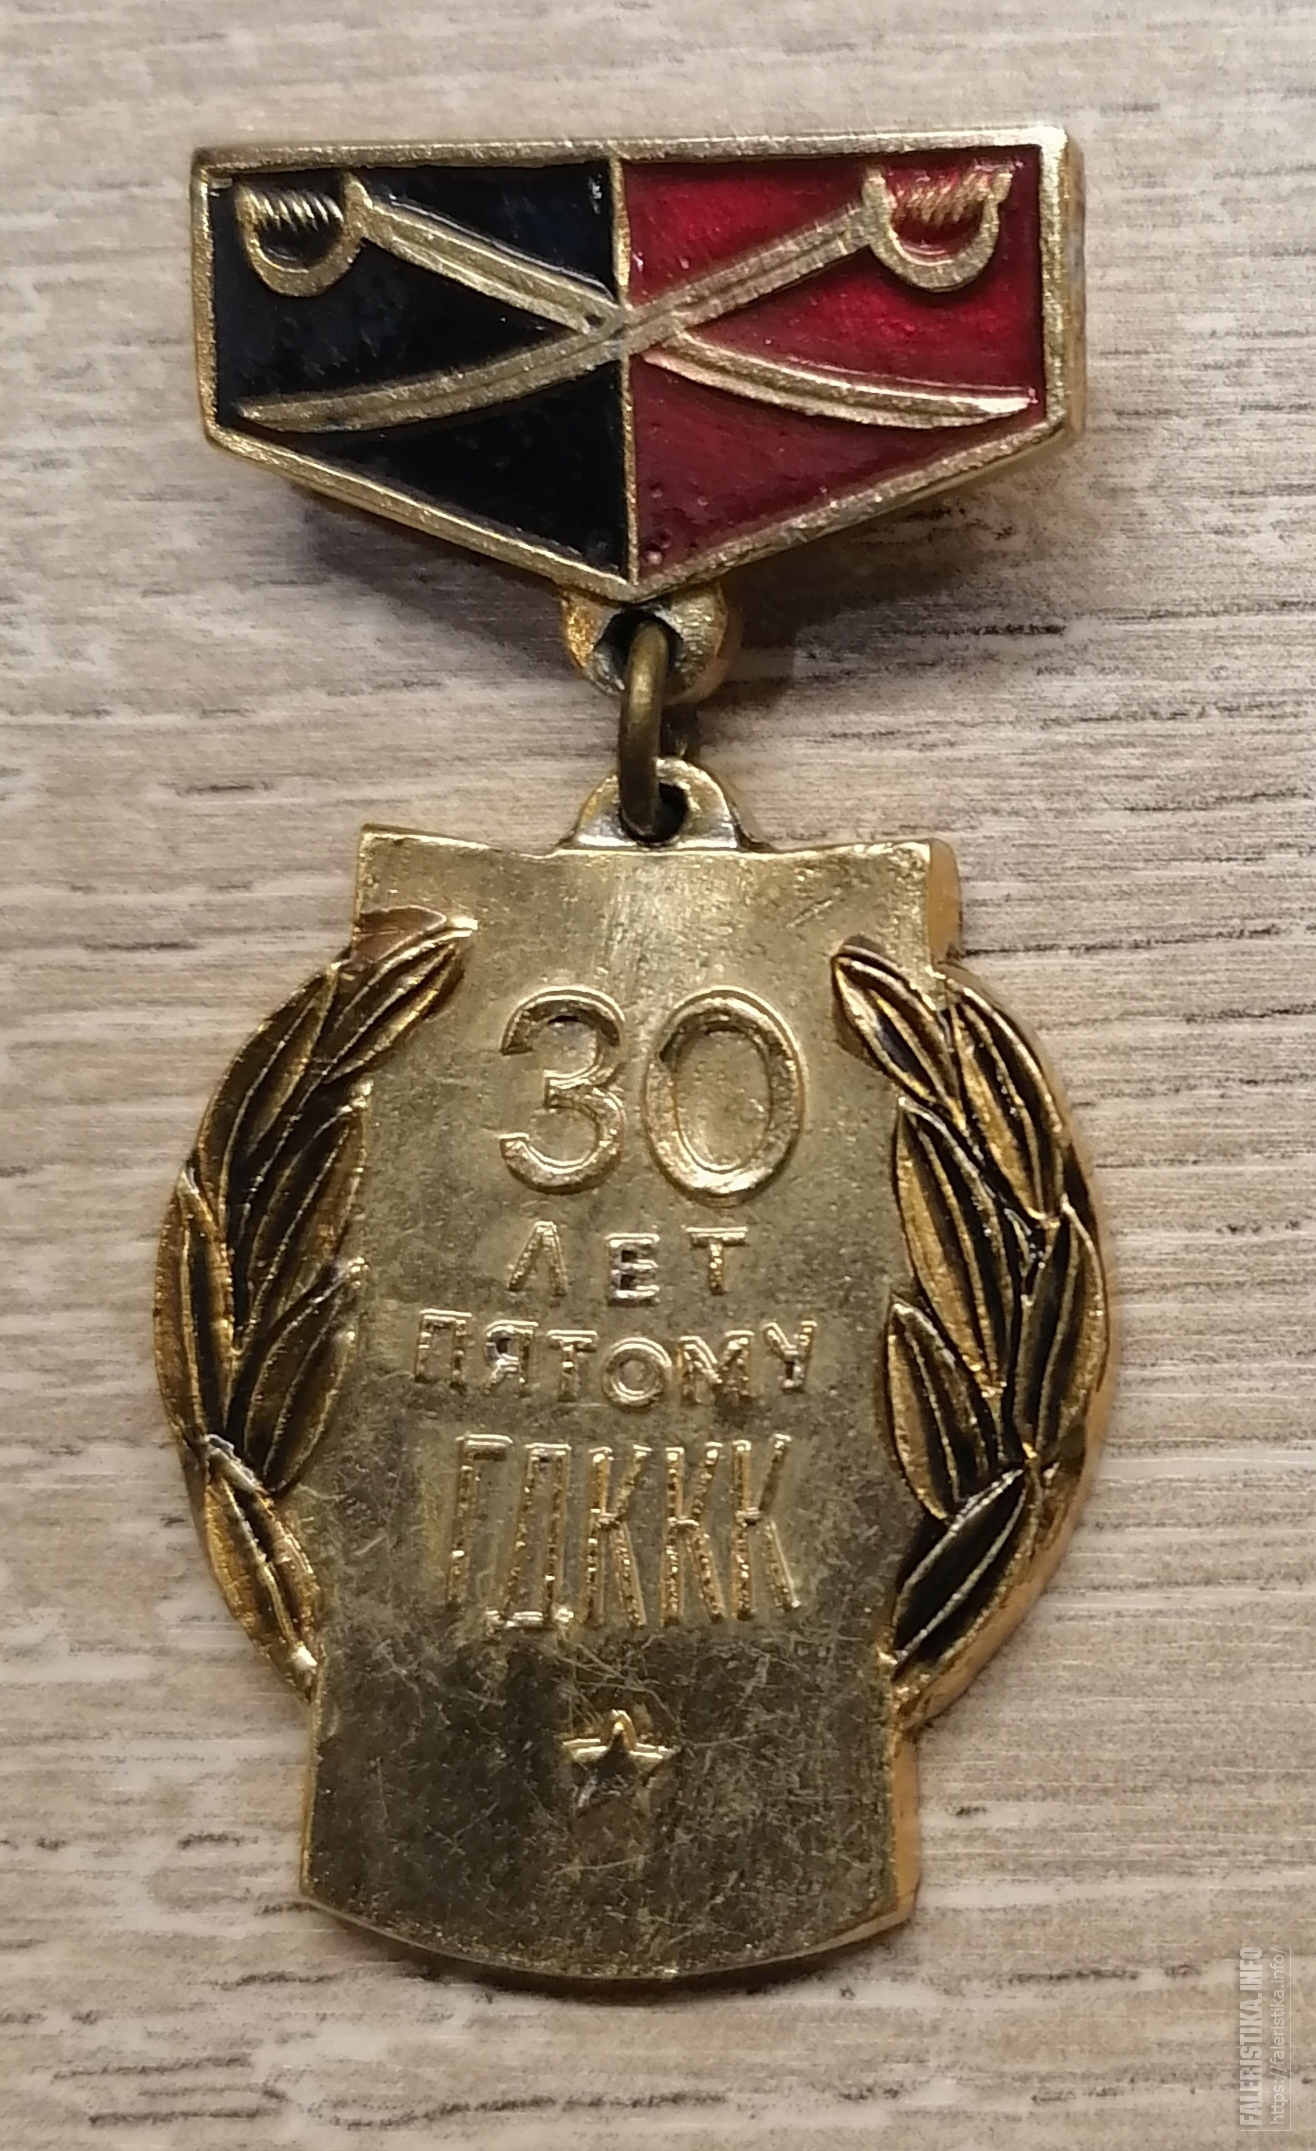 30
ЛЕТ
ПЯТОМУ
ГДККК
FALERISTIKA.INFO
https://faleristika.info/